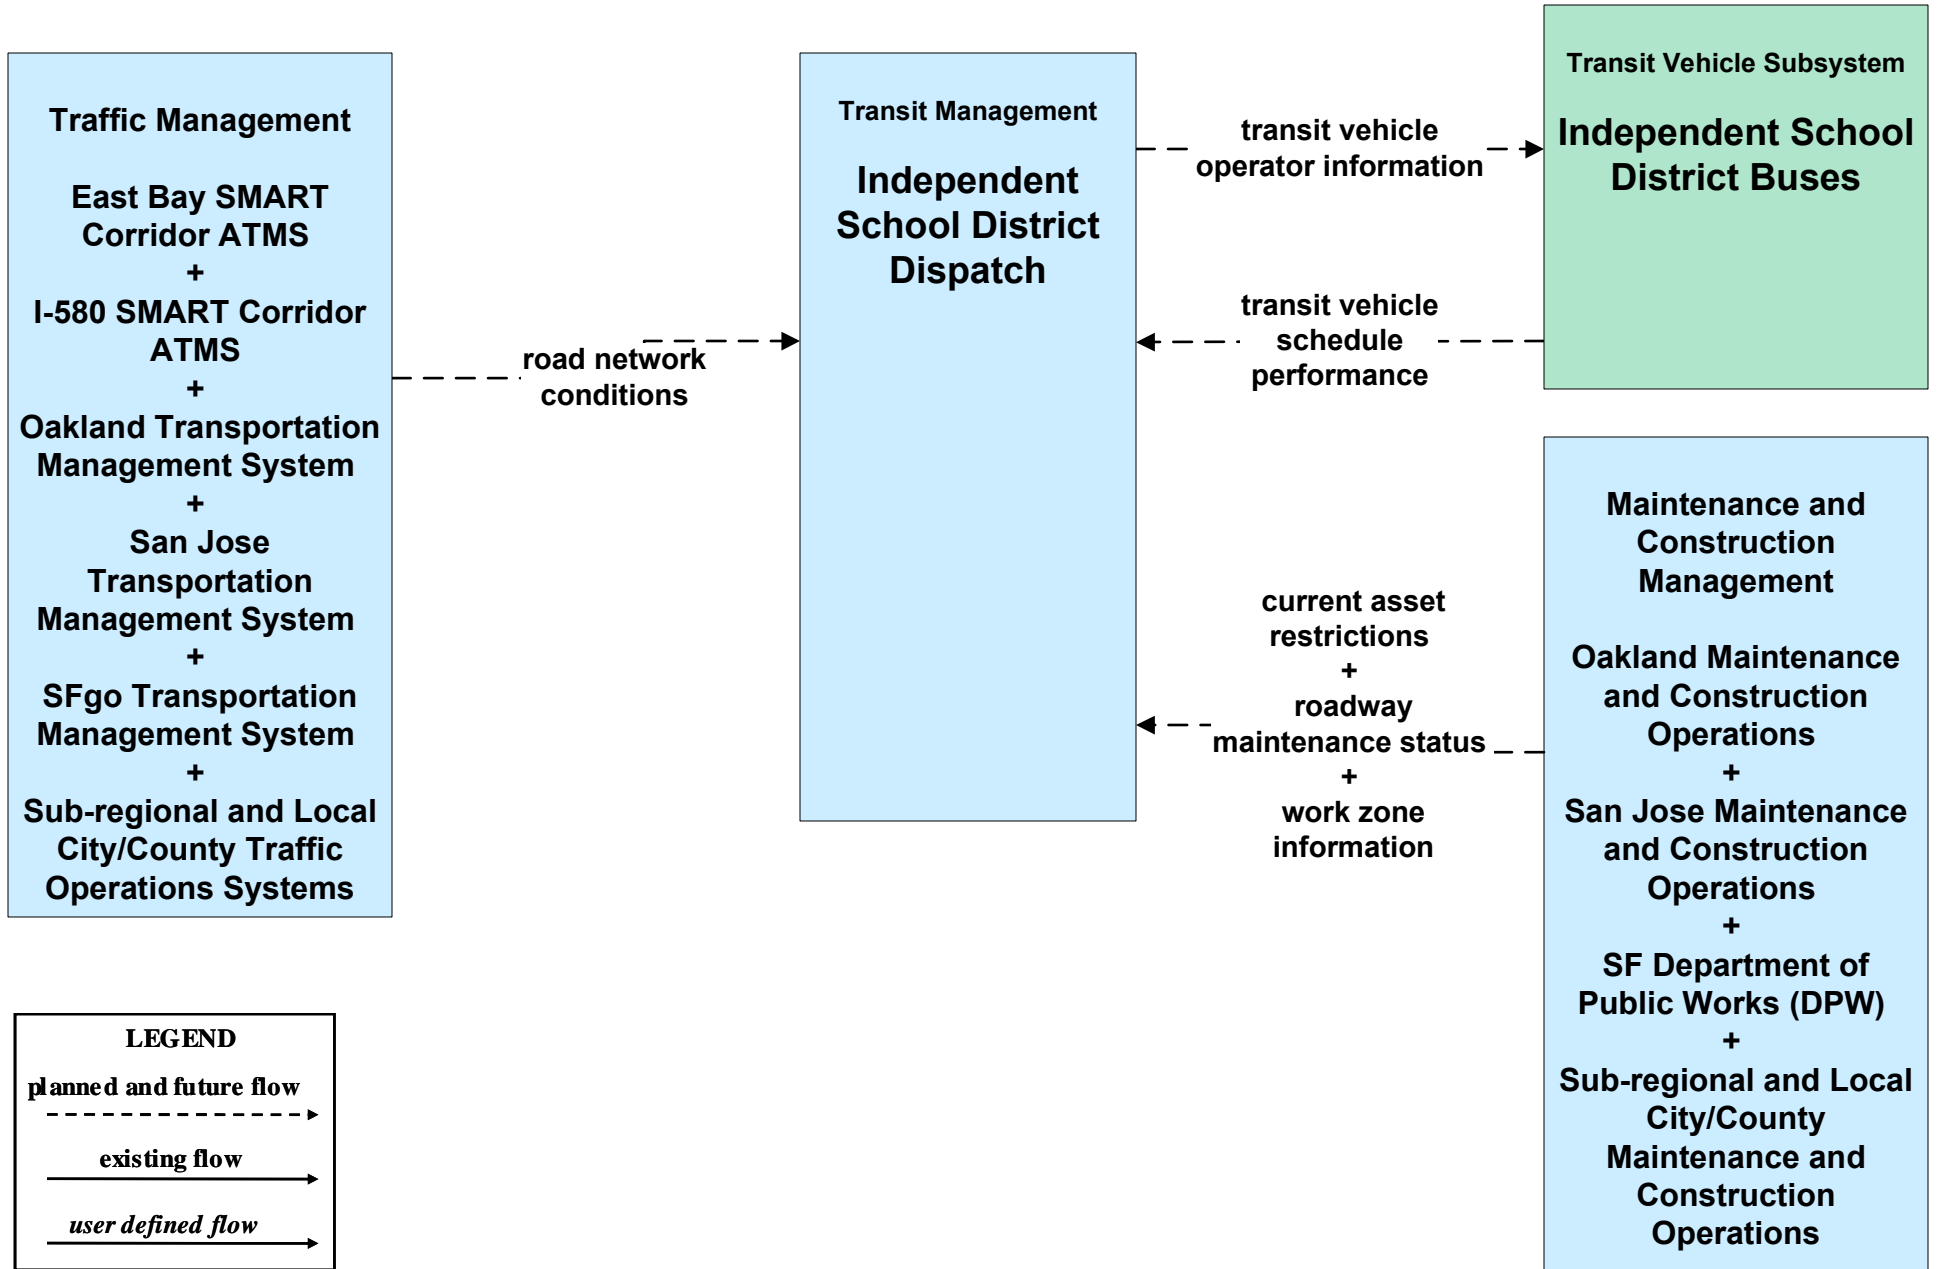 Traffic Management
East Bay SMART
Corridor ATMS
+
I-580 SMART Corridor
ATMS
+
Oakland Transportation
Management System
+
San Jose
Transportation
Management System
+
SFgo Transportation
Management System
+
Sub-regional and Local
City/County Traffic
Operations Systems
road network
conditions
Transit Management
Independent
School District
Dispatch
transit vehicle
operator information
transit vehicle
schedule
performance
current asset
restrictions
+
roadway
maintenance status
+
work zone
information
Transit Vehicle Subsystem
Independent School
District Buses
Maintenance and
Construction
Management
Oakland Maintenance
and Construction
Operations
+
San Jose Maintenance
and Construction
Operations
+
SF Department of
Public Works (DPW)
+
Sub-regional and Local
City/County
Maintenance and
Construction
Operations
LEGEND
planned and future flow
existing flow
user defined flow